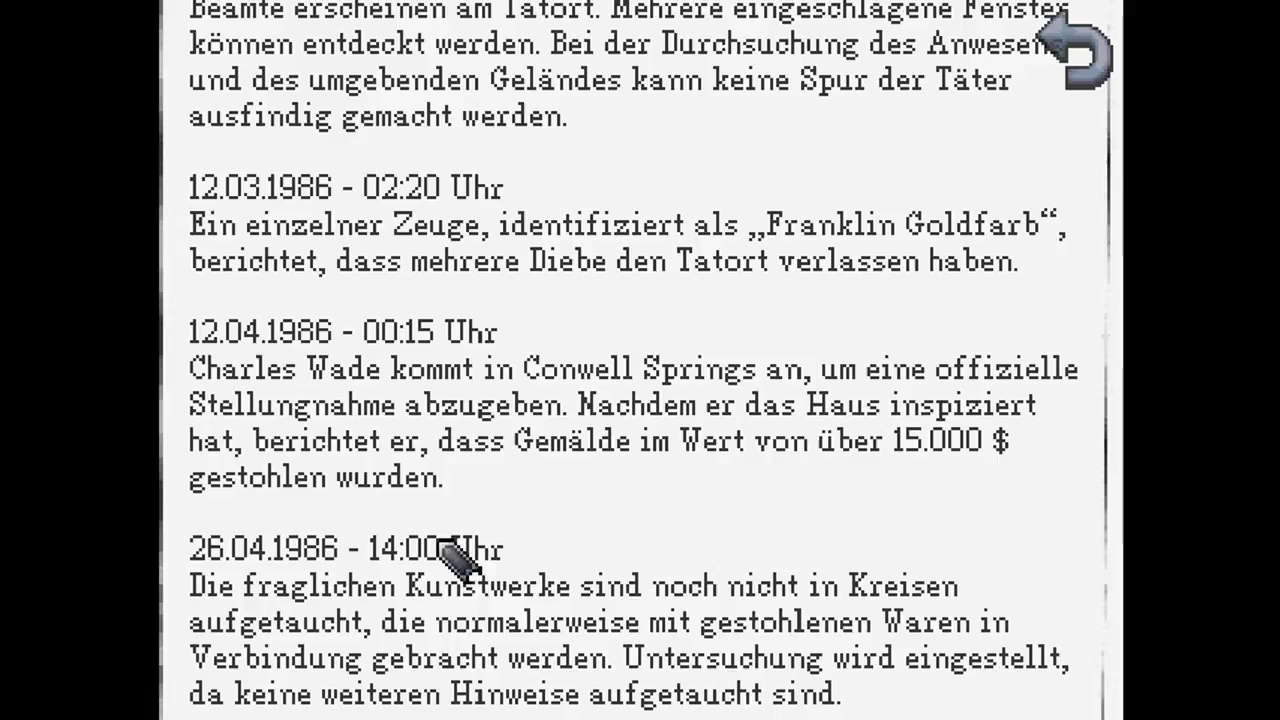 Beamte erscheinen am Tatort. Mehrere eingeschlagene Fenster
können entdeckt werden. Bei der Durchsuchung des
und des umgebenden Geländes kann keine Spur der Täter
ausfindig gemacht werden.
12.03.1986 - 02:20 Uhr
Ein einzelner Zeuge, identifiziert als „Franklin Goldfarb“,
berichtet, dass mehrere Diebe den Tatort verlassen haben.
12.04.1986 - 00:15 Uhr
Charles Wade kommt in Conwell Springs an, um eine offizielle
Stellungnahme abzugeben. Nachdem er das Haus inspiziert
hat, berichtet er, dass Gemälde im Wert von über 15.000 $
gestohlen wurden.
26.04.1986 - 14:00 Uhr
Die fraglichen Kunstwerke sind noch nicht in Kreisen
aufgetaucht, die normalerweise mit gestohlenen Waren in
Verbindung gebracht werden. Untersuchung wird eingestellt,
da keine weiteren Hinweise aufgetaucht sind.